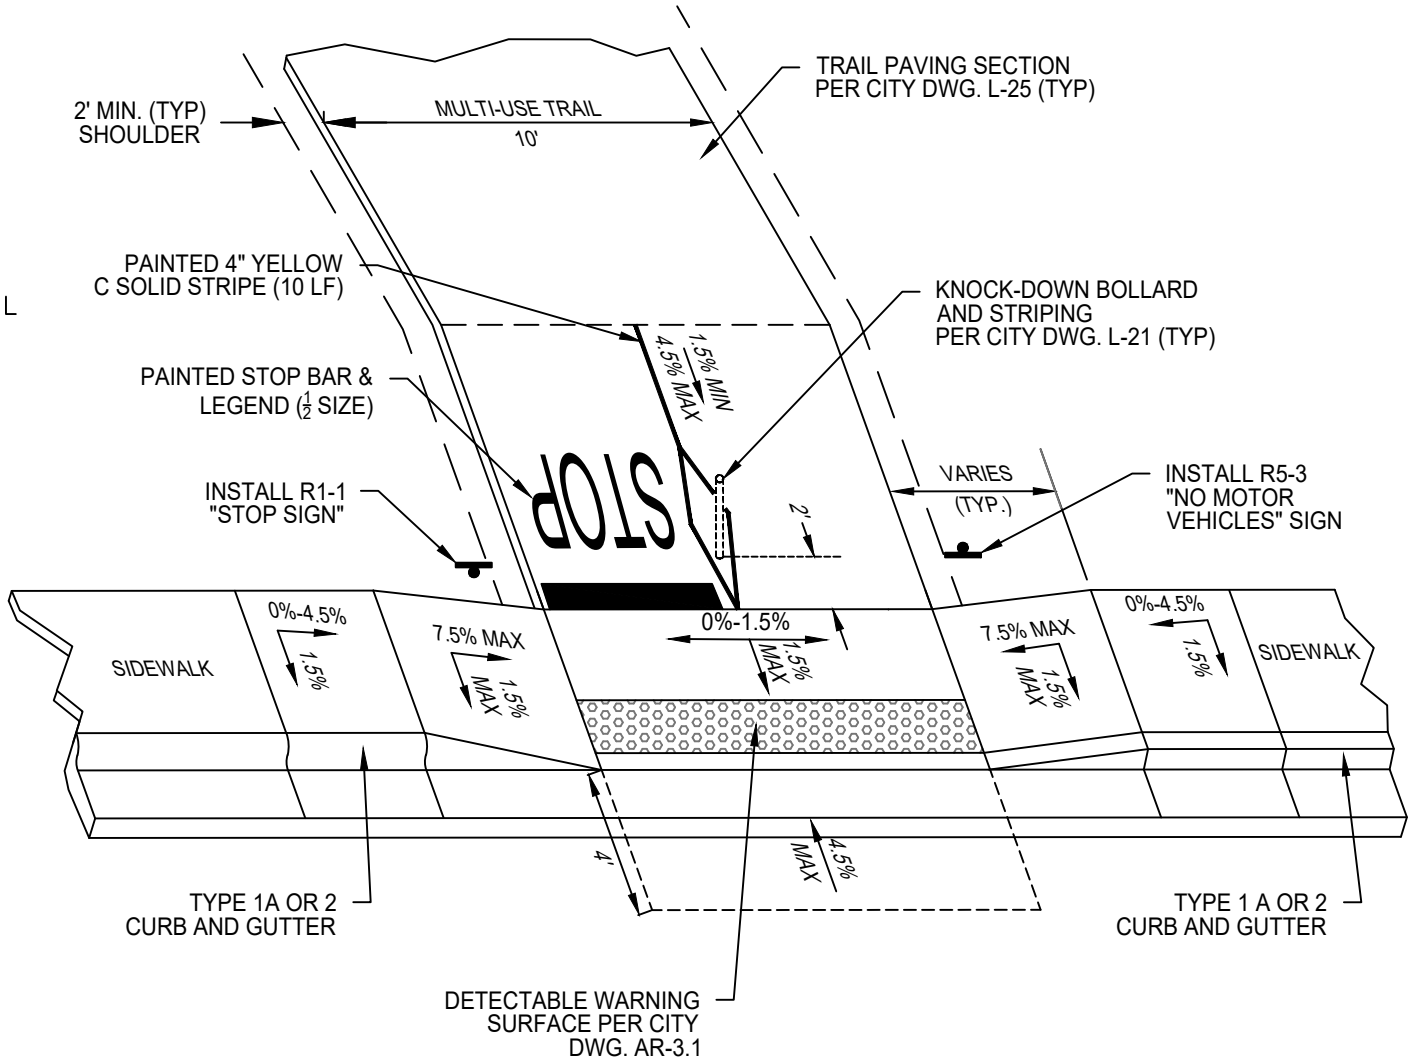 TRAIL PAVING SECTION
PER CITY DWG. L-25 (TYP)
2' MIN. (TYP)
SHOULDER
MULTI-USE TRAIL
10'
PAINTED 4" YELLOW
C SOLID STRIPE (10 LF)
L
KNOCK-DOWN BOLLARD
AND STRIPING
PER CITY DWG. L-21 (TYP)
1.5% MIN
4.5% MAX
PAINTED STOP BAR &
LEGEND (½ SIZE)
STOP
INSTALL R1-1
"STOP SIGN"
2'
VARIES
(TYP.)
INSTALL R5-3
"NO MOTOR
VEHICLES" SIGN
SIDEWALK
0%-4.5%
1.5%
7.5% MAX
1.5%
MAX
0%-1.5%
1.5%
MAX
7.5% MAX
1.5%
MAX
0%-4.5%
1.5%
SIDEWALK
4'
4.5%
MAX
TYPE 1A OR 2
CURB AND GUTTER
TYPE 1 A OR 2
CURB AND GUTTER
DETECTABLE WARNING
SURFACE PER CITY
DWG. AR-3.1